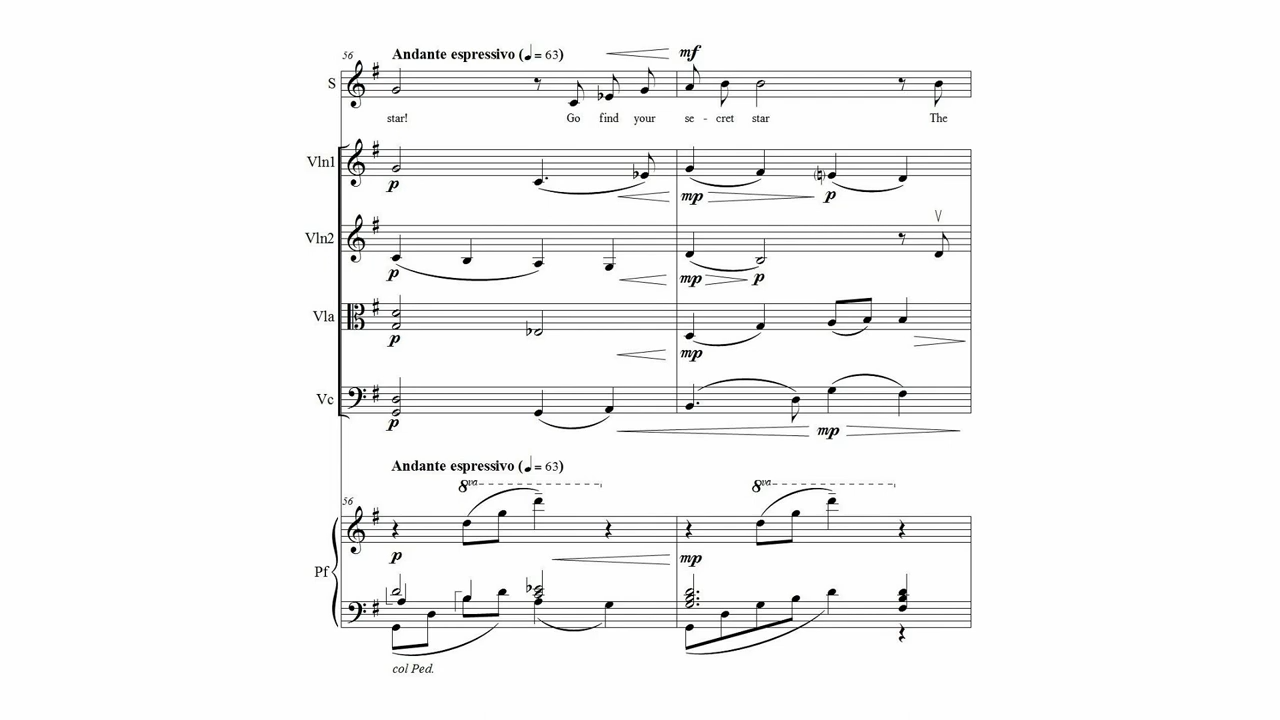 56 Andante espressivo (♩ = 63) mf
S
star! Go find your se - cret star The
Vln1
p mp p
Vln2
p mp p
Vla
p mp
Vc
p mp
Andante espressivo (♩ = 63)
8va 8va
56
p mp
Pf
col Ped.